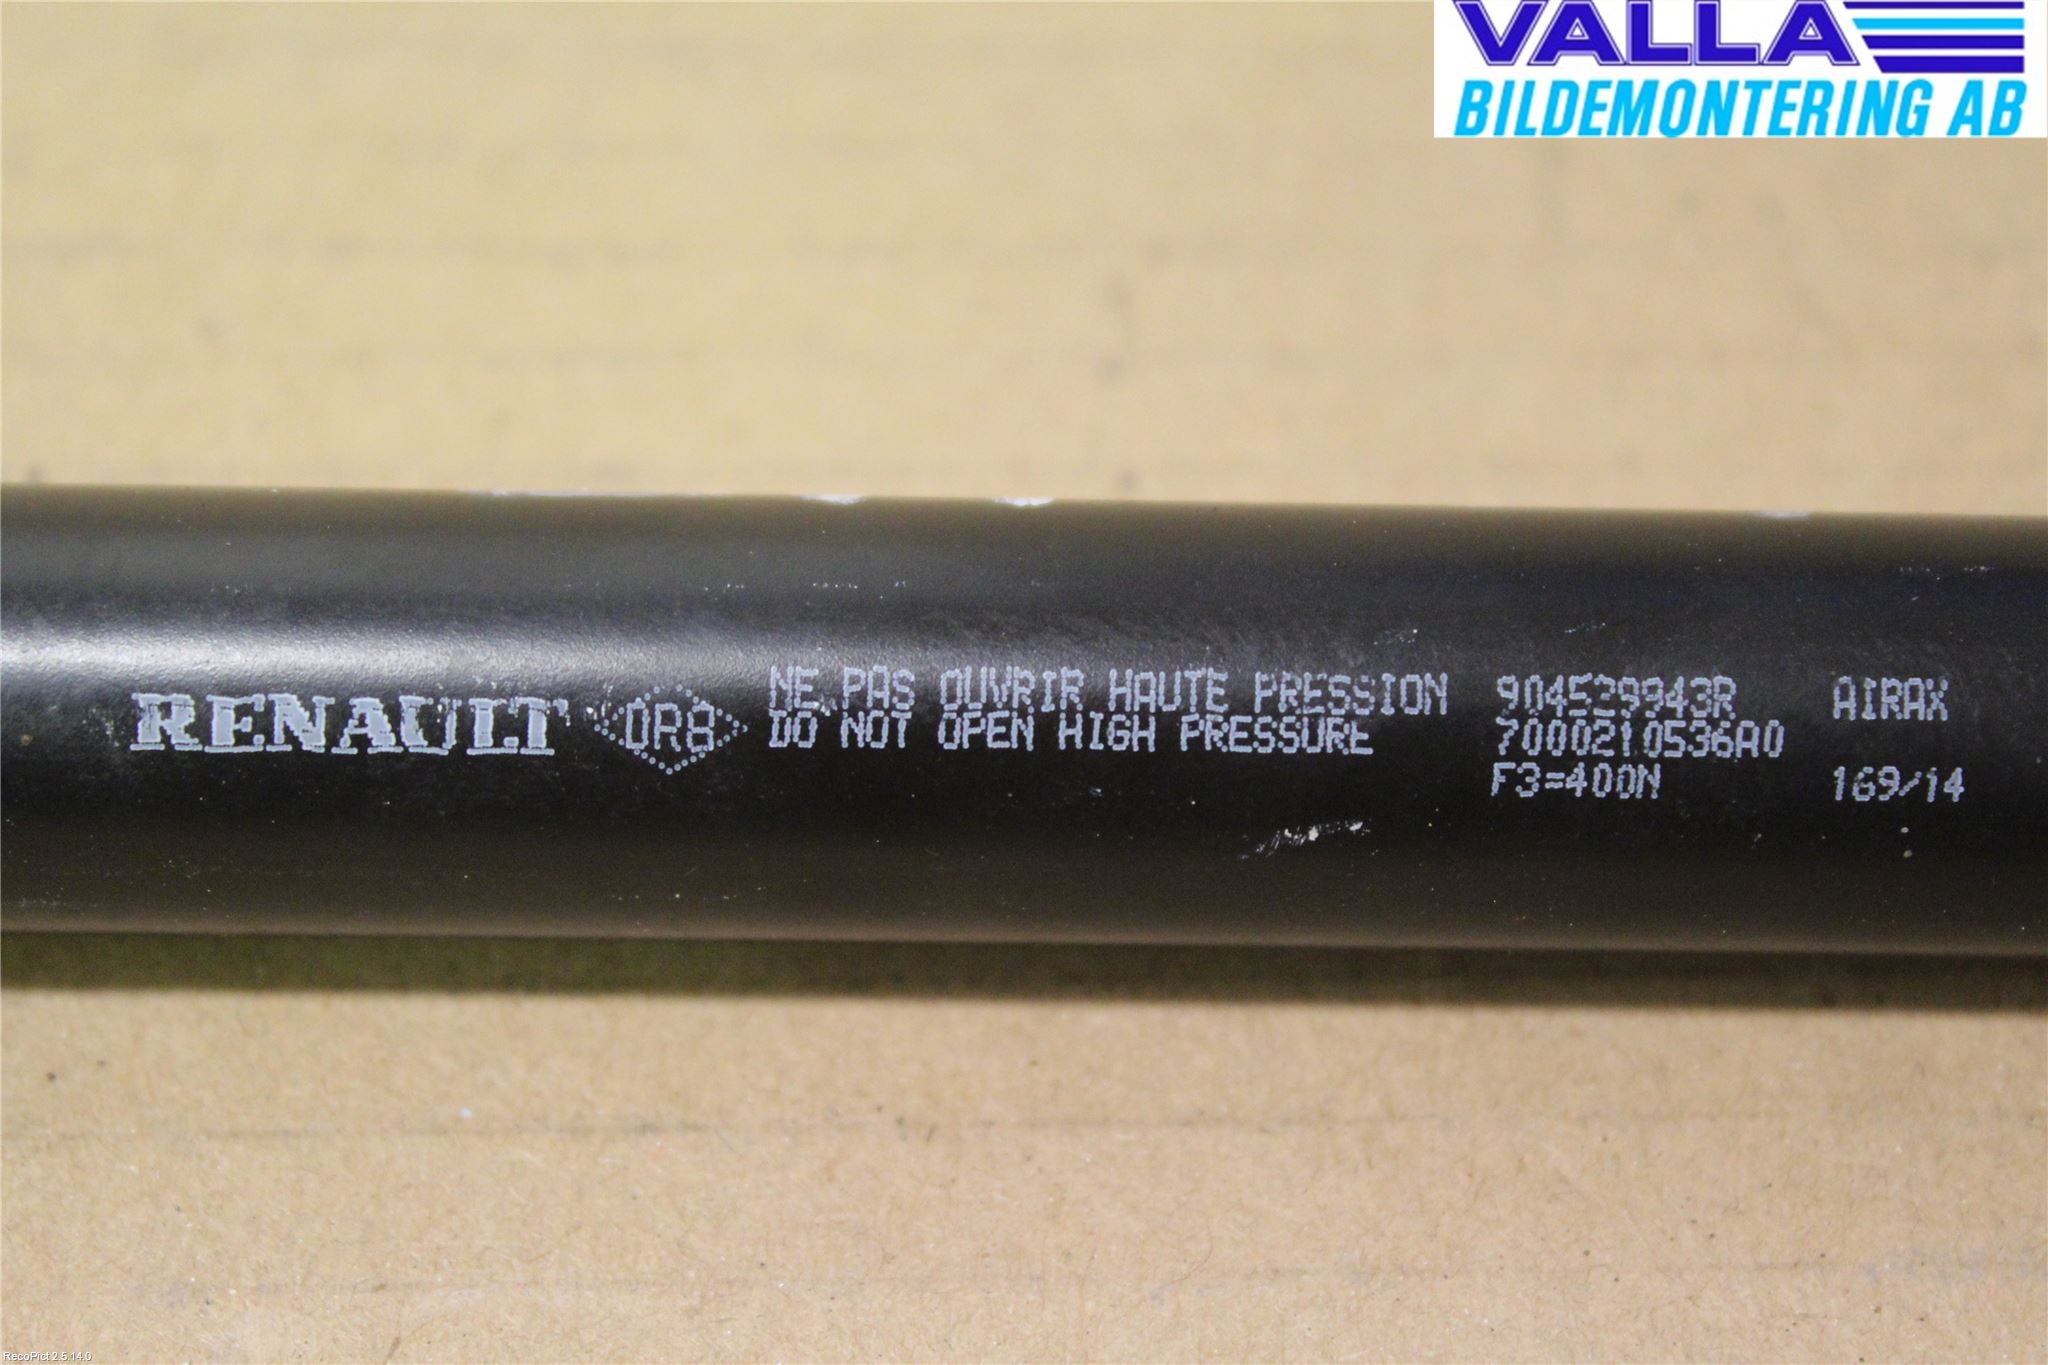 VALLA
BILDEMONTERING AB
RENAULT
OR8
NE PAS OUVRIR HAUTE PRESSION
DO NOT OPEN HIGH PRESSURE
904529943R
7000210536A0
F3=400N
AIRAX
169/14
RecoPict 2.5.14.0